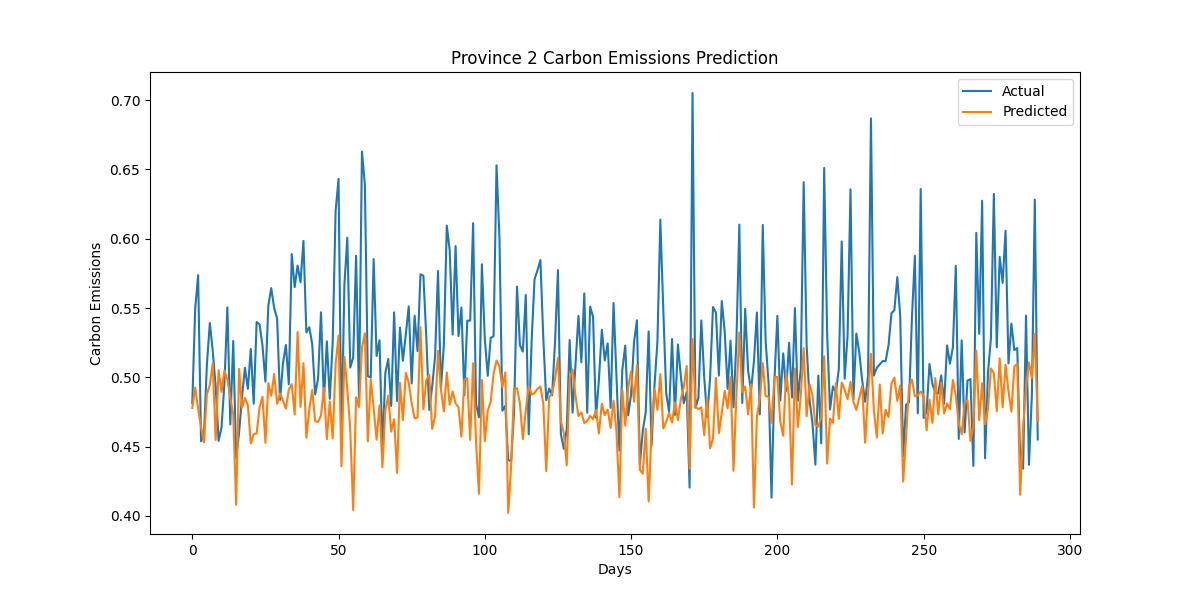 Province 2 Carbon Emissions Prediction
Actual
Predicted
0.70
0.65
0.60
0.55
0.50
0.45
0.40
Carbon Emissions
0 50 100 150 200 250 300
Days